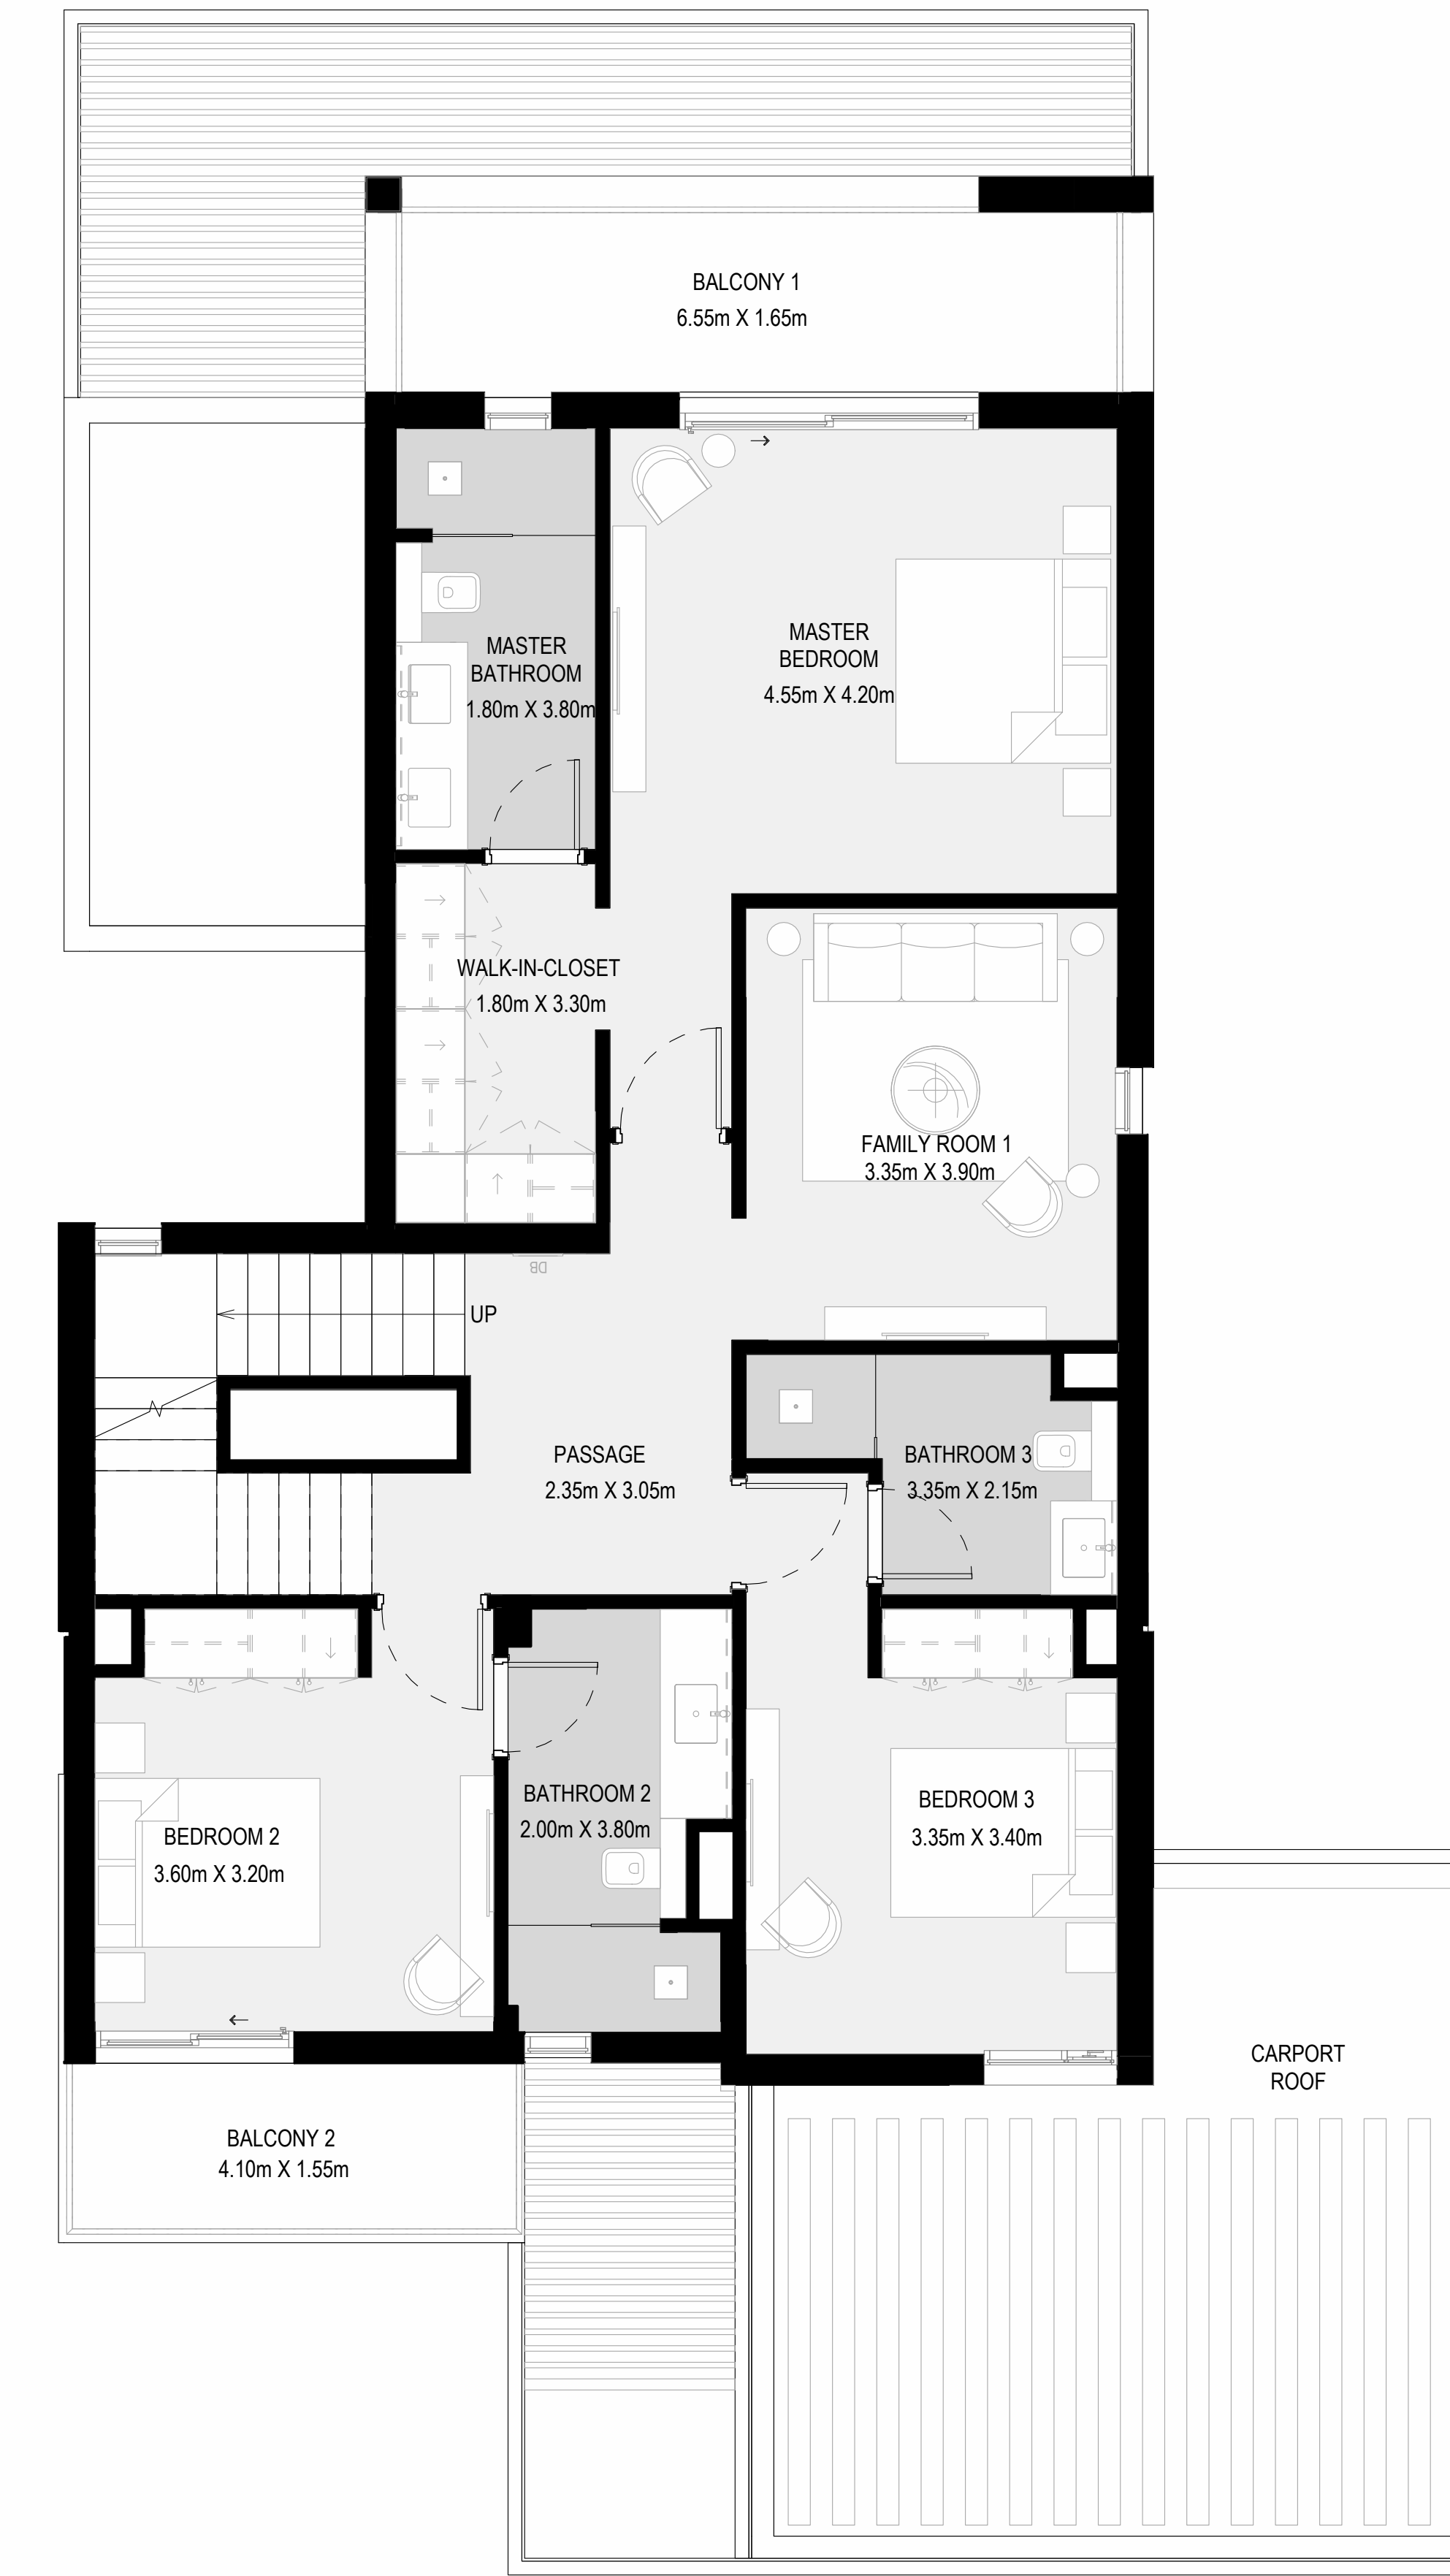 BALCONY 1
6.55m X 1.65m
MASTER
BATHROOM
1.80m X 3.80m
MASTER
BEDROOM
4.55m X 4.20m
WALK-IN-CLOSET
1.80m X 3.30m
FAMILY ROOM 1
3.35m X 3.90m
DB
UP
PASSAGE
2.35m X 3.05m
BATHROOM 3
3.35m X 2.15m
BATHROOM 2
2.00m X 3.80m
BEDROOM 3
3.35m X 3.40m
BEDROOM 2
3.60m X 3.20m
CARPORT
ROOF
BALCONY 2
4.10m X 1.55m